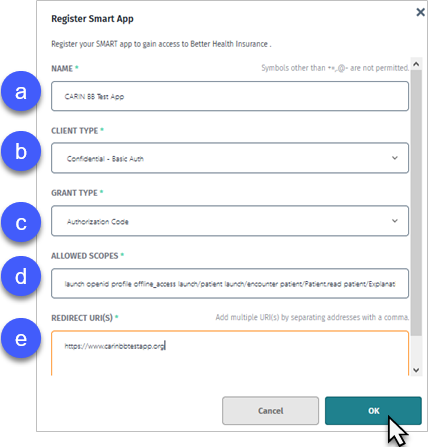 Register Smart App
Register your SMART app to gain access to Better Health Insurance .
NAME * Symbols other than +=,.@- are not permitted.
a
CARIN BB Test App
CLIENT TYPE *
b
Confidential - Basic Auth
GRANT TYPE *
c
Authorization Code
ALLOWED SCOPES *
d
launch openid profile offline_access launch/patient launch/encounter patient/Patient.read patient/Explanat
REDIRECT URI(S) * Add multiple URI(s) by separating addresses with a comma.
e
https://www.carinbbtestapp.org
Cancel OK